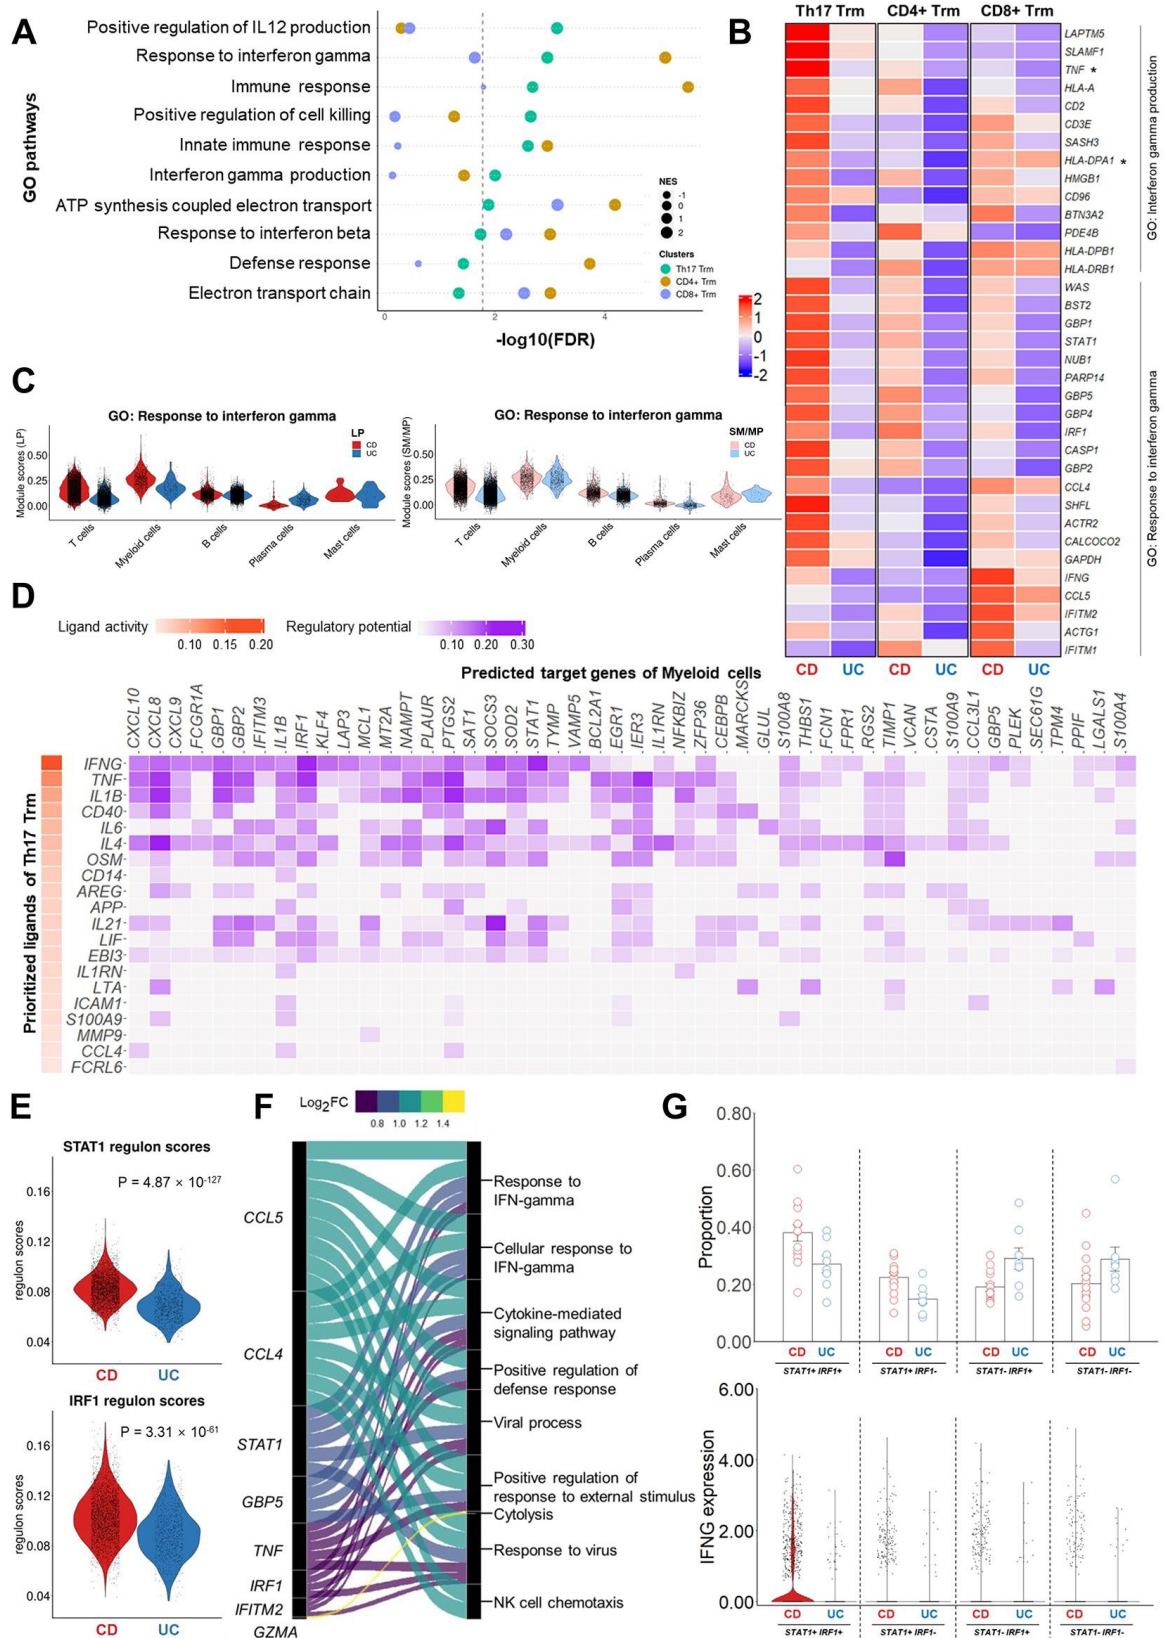 A
GO pathways
Positive regulation of IL12 production
Response to interferon gamma
Immune response
Positive regulation of cell killing
Innate immune response
Interferon gamma production
ATP synthesis coupled electron transport
Response to interferon beta
Defense response
Electron transport chain
0 2 4
-log10(FDR)
NES
-1
0
1
2
Clusters
Th17 Trm
CD4+ Trm
CD8+ Trm
B
Th17 Trm CD4+ Trm CD8+ Trm
LAPTM5
SLAMF1
TNF *
HLA-A
CD2
CD3E
SASH3
HLA-DPA1 *
HMGB1
CD96
BTN3A2
PDE4B
HLA-DPB1
HLA-DRB1
WAS
BST2
GBP1
STAT1
NUB1
PARP14
GBP5
GBP4
IRF1
CASP1
GBP2
CCL4
SHFL
ACTR2
CALCOCO2
GAPDH
IFNG
CCL5
IFITM2
ACTG1
IFITM1
GO: Interferon gamma production
GO: Response to interferon gamma
2
1
0
-1
-2
CD UC CD UC CD UC
C
GO: Response to interferon gamma
Module scores (LP)
0.50
0.25
0.00
LP
CD
UC
T cells
Myeloid cells
B cells
Plasma cells
Mast cells
GO: Response to interferon gamma
Module scores (SM/MP)
0.50
0.25
0.00
SM/MP
CD
UC
T cells
Myeloid cells
B cells
Plasma cells
Mast cells
D
Ligand activity
0.10 0.15 0.20
Regulatory potential
0.10 0.20 0.30
Predicted target genes of Myeloid cells
CXCL10
CXCL8
CXCL9
FCGR1A
GBP1
GBP2
IFITM3
IL1B
IRF1
KLF4
LAP3
MCL1
MT2A
NAMPT
PLAUR
PTGS2
SAT1
SOCS3
SOD2
STAT1
TYMP
VAMP5
BCL2A1
EGR1
IER3
IL1RN
NFKBIZ
ZFP36
CEBPB
MARCKS
GLUL
S100A8
THBS1
FCN1
FPR1
RGS2
TIMP1
VCAN
CSTA
S100A9
CCL3L1
GBP5
PLEK
SEC61G
TPM4
PPIF
LGALS1
S100A4
Prioritized ligands of Th17 Trm
IFNG
TNF
IL1B
CD40
IL6
IL4
OSM
CD14
AREG
APP
IL21
LIF
EBI3
IL1RN
LTA
ICAM1
S100A9
MMP9
CCL4
FCRL6
E
STAT1 regulon scores
P = 4.87 × 10-127
regulon scores
0.16
0.12
0.08
0.04
CD UC
IRF1 regulon scores
P = 3.31 × 10-61
regulon scores
0.16
0.12
0.08
0.04
CD UC
F
Log2FC
0.8 1.0 1.2 1.4
CCL5
CCL4
STAT1
GBP5
TNF
IRF1
IFITM2
GZMA
Response to
IFN-gamma
Cellular response to
IFN-gamma
Cytokine-mediated
signaling pathway
Positive regulation of
defense response
Viral process
Positive regulation of
response to external stimulus
Cytolysis
Response to virus
NK cell chemotaxis
G
Proportion
0.80
0.60
0.40
0.20
0.00
CD UC CD UC CD UC CD UC
STAT1+ IRF1+ STAT1+ IRF1- STAT1- IRF1+ STAT1- IRF1-
IFNG expression
6.00
4.00
2.00
0.00
CD UC CD UC CD UC CD UC
STAT1+ IRF1+ STAT1+ IRF1- STAT1- IRF1+ STAT1- IRF1-